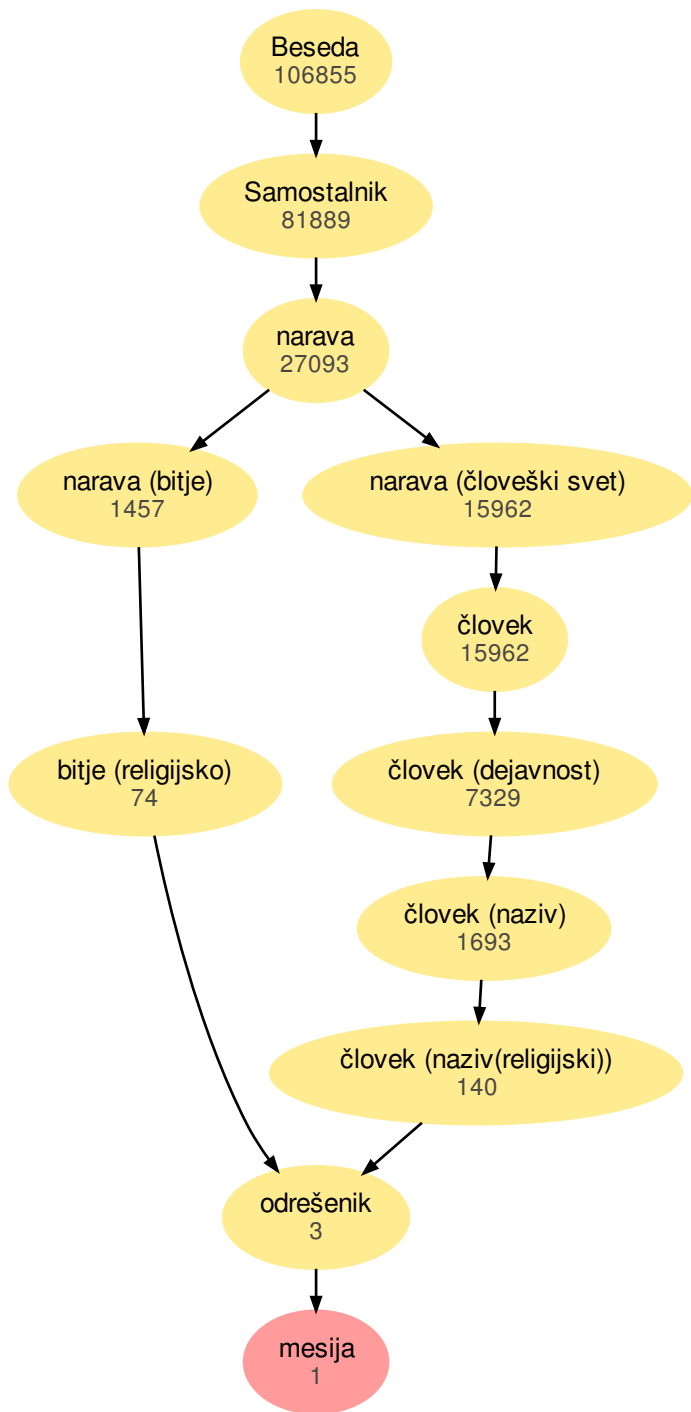 Beseda
106855
Samostalnik
81889
narava
27093
narava (bitje)
1457
narava (človeški svet)
15962
človek
15962
bitje (religijsko)
74
človek (dejavnost)
7329
človek (naziv)
1693
človek (naziv(religijski))
140
odrešenik
3
mesija
1